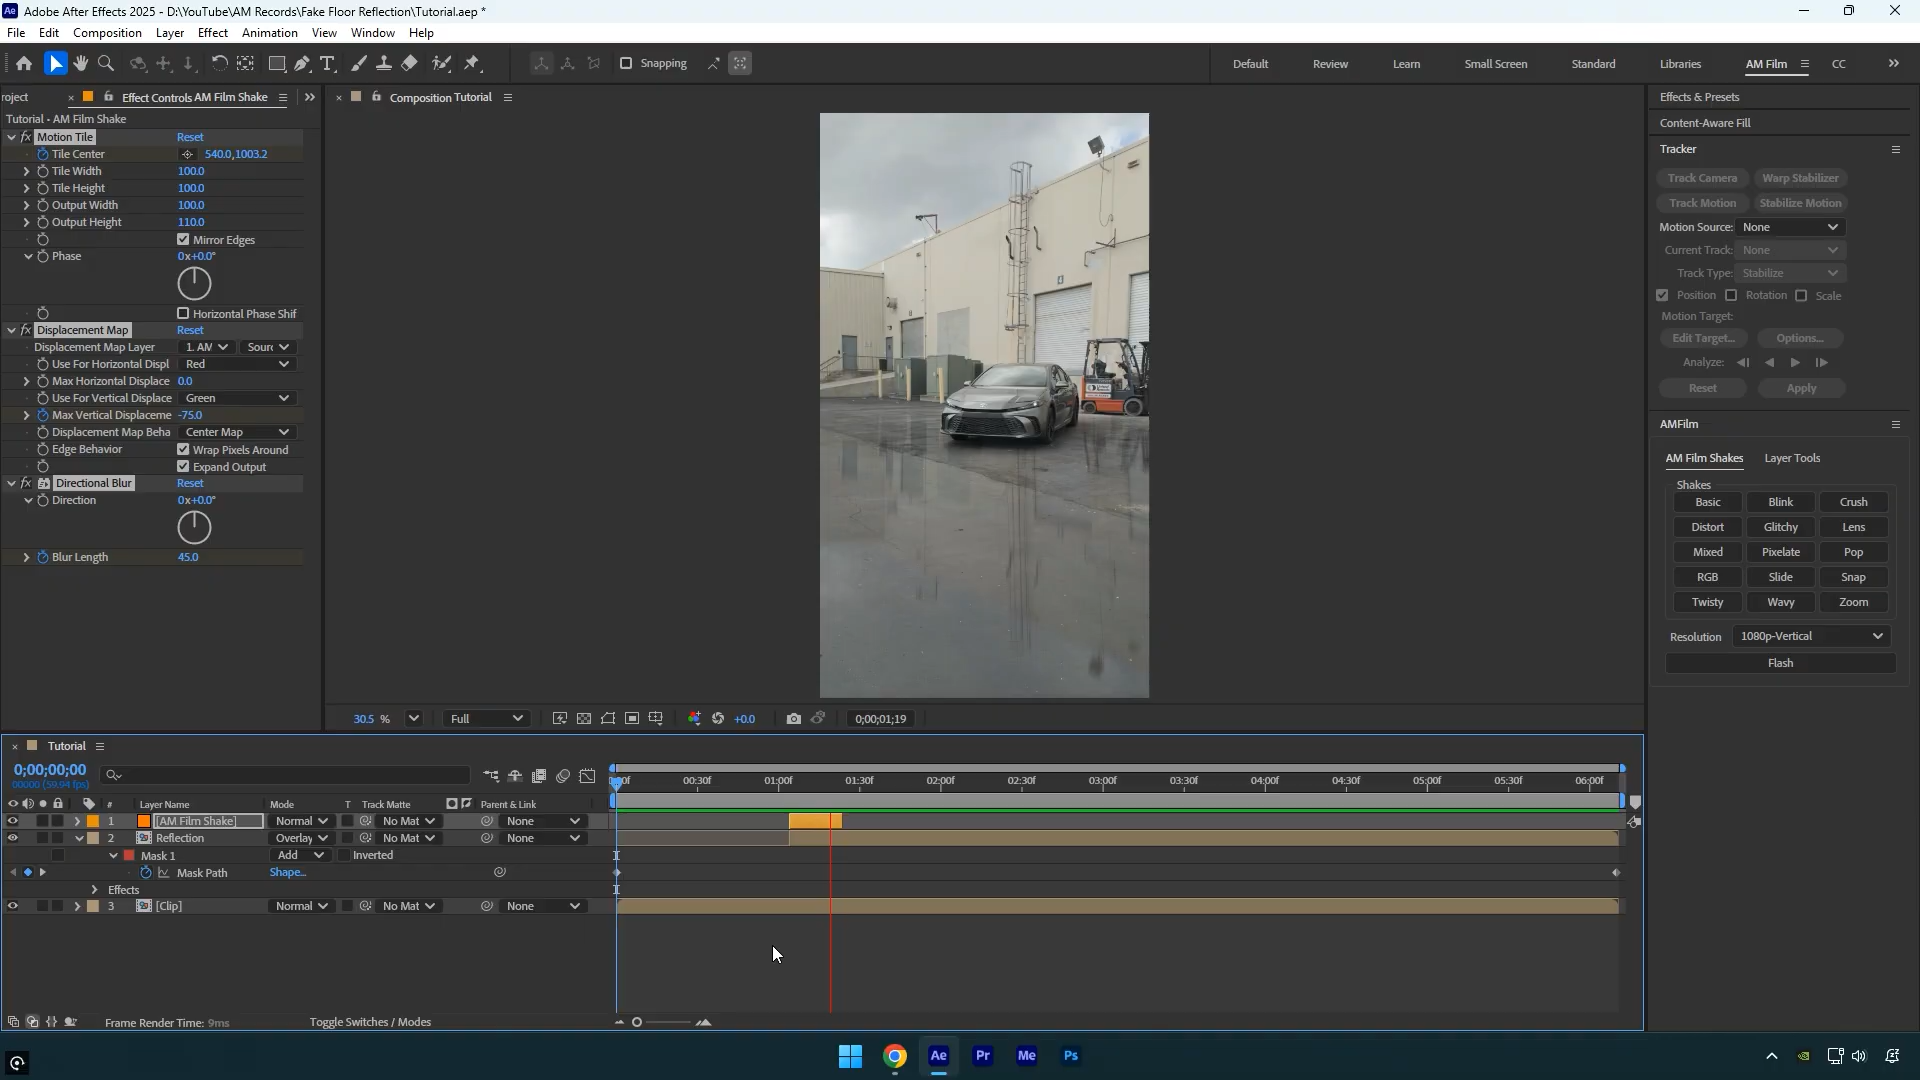 Adobe After Effects 2025 - D:\YouTube\AM Records\Fake Floor Reflection\Tutorial.aep *
File Edit Composition Layer Effect Animation View Window Help
Snapping
Default Review Learn Small Screen Standard Libraries AM Film CC
roject
Effect Controls AM Film Shake
Composition Tutorial
Effects & Presets
Tutorial • AM Film Shake
Content-Aware Fill
fx Motion Tile Reset
Tracker
Tile Center 540.0,1003.2
Tile Width 100.0
Track Camera Warp Stabilizer
Tile Height 100.0
Track Motion Stabilize Motion
Output Width 100.0
Output Height 110.0
Motion Source: None
Mirror Edges
Current Track: None
Phase 0x+0.0°
Track Type: Stabilize
Position Rotation Scale
Horizontal Phase Shif
Motion Target:
fx Displacement Map Reset
Edit Target... Options...
Displacement Map Layer 1. AM Sourc
Use For Horizontal Displ Red
Analyze:
Max Horizontal Displace 0.0
Reset Apply
Use For Vertical Displace Green
Max Vertical Displaceme -75.0
AMFilm
Displacement Map Beha Center Map
Edge Behavior Wrap Pixels Around
AM Film Shakes Layer Tools
Expand Output
fx Directional Blur Reset
Shakes
Direction 0x+0.0°
Basic Blink Crush
Distort Glitchy Lens
Blur Length 45.0
Mixed Pixelate Pop
RGB Slide Snap
Twisty Wavy Zoom
Resolution 1080p-Vertical
Flash
30.5 % Full +0.0 0;00;01;19
Tutorial
0;00;00;00
00000 (59.94 fps)
00f 00:30f 01:00f 01:30f 02:00f 02:30f 03:00f 03:30f 04:00f 04:30f 05:00f 05:30f 06:00f
# Layer Name Mode T Track Matte Parent & Link
1 [AM Film Shake] Normal No Mat None
2 Reflection Overlay No Mat None
Mask 1 Add Inverted
Mask Path Shape...
Effects
3 [Clip] Normal No Mat None
Frame Render Time: 9ms Toggle Switches / Modes
Ae Pr Me Ps